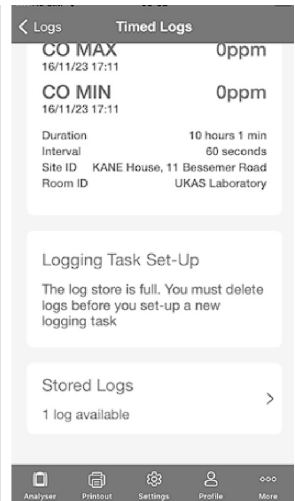 Logs Timed Logs
CO MAX 0ppm
16/11/23 17:11
CO MIN 0ppm
16/11/23 17:11
Duration 10 hours 1 min
Interval 60 seconds
Site ID KANE House, 11 Bessemer Road
Room ID UKAS Laboratory
Logging Task Set-Up
The log store is full. You must delete
logs before you set-up a new
logging task
Stored Logs
1 log available
Analyser Printout Settings Profile More